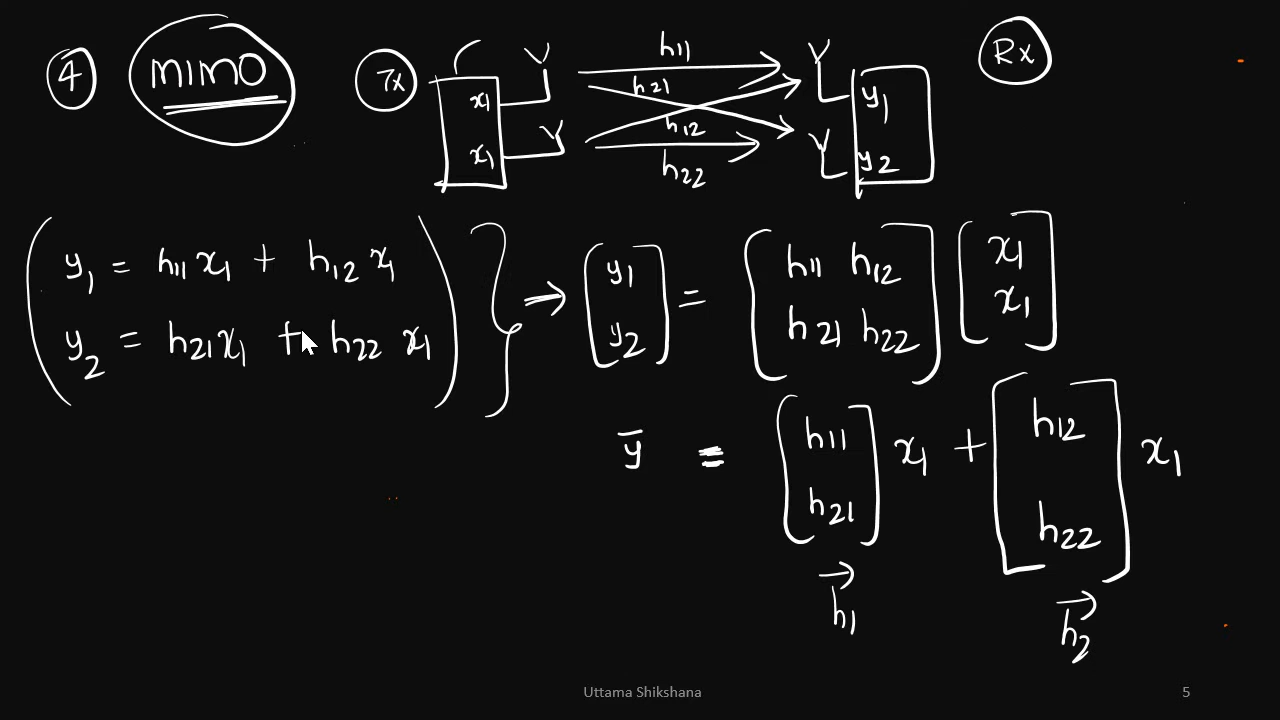 4 MIMO Tx x1 x1 h11 h21 h12 h22 y1 y2 Rx
y1 = h11 x1 + h12 x1
y2 = h21 x1 + h22 x1
⇒ [y1 y2] = [h11 h12 h21 h22] [x1 x1]
ȳ = [h11 h21] x1 + [h12 h22] x1
→h1 →h2
Uttama Shikshana 5